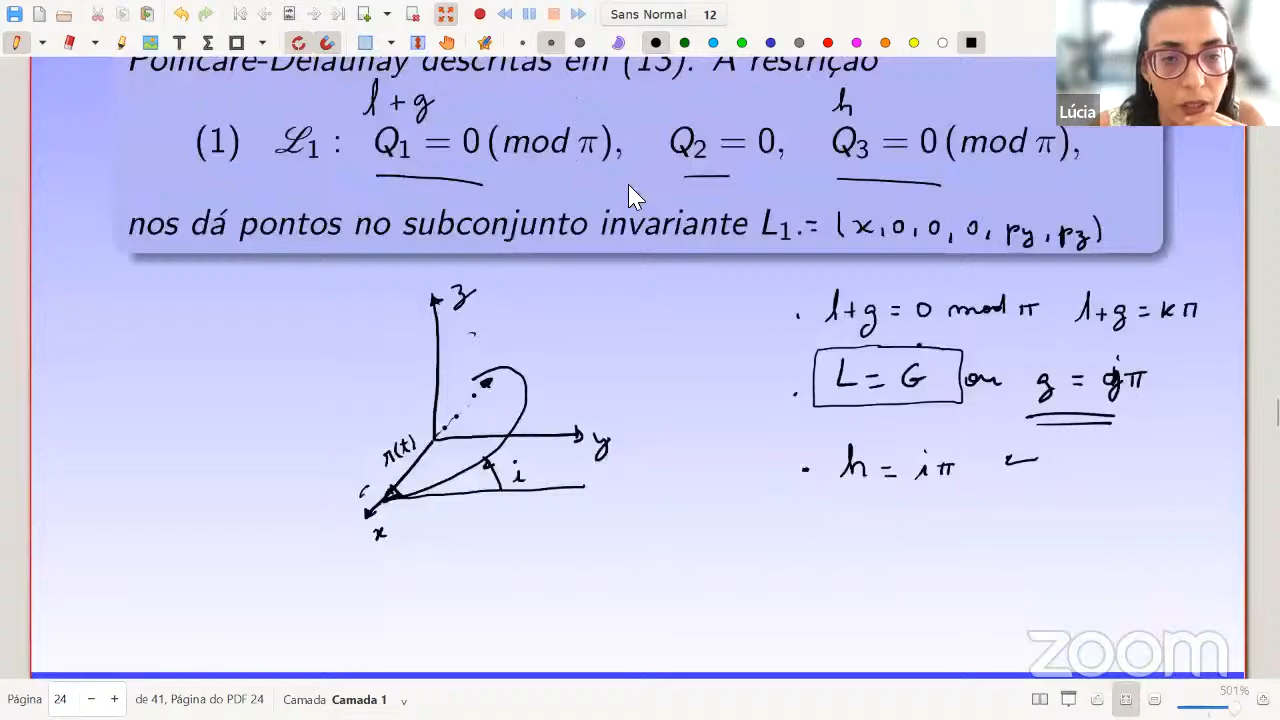 Sans Normal 12
Poincaré-Delaunay descritas em (13). A restrição
Lúcia
l + g
h
(1) ℒ₁ : Q₁ = 0 (mod π), Q₂ = 0, Q₃ = 0 (mod π),
nos dá pontos no subconjunto invariante L₁. = (x, 0, 0, 0, py, pz)
z
y
x
r(t)
i
. l + g = 0 mod π l + g = kπ
. L = G ou g = jπ
. h = iπ
zoom
Página 24 de 41, Página do PDF 24 Camada Camada 1
501%